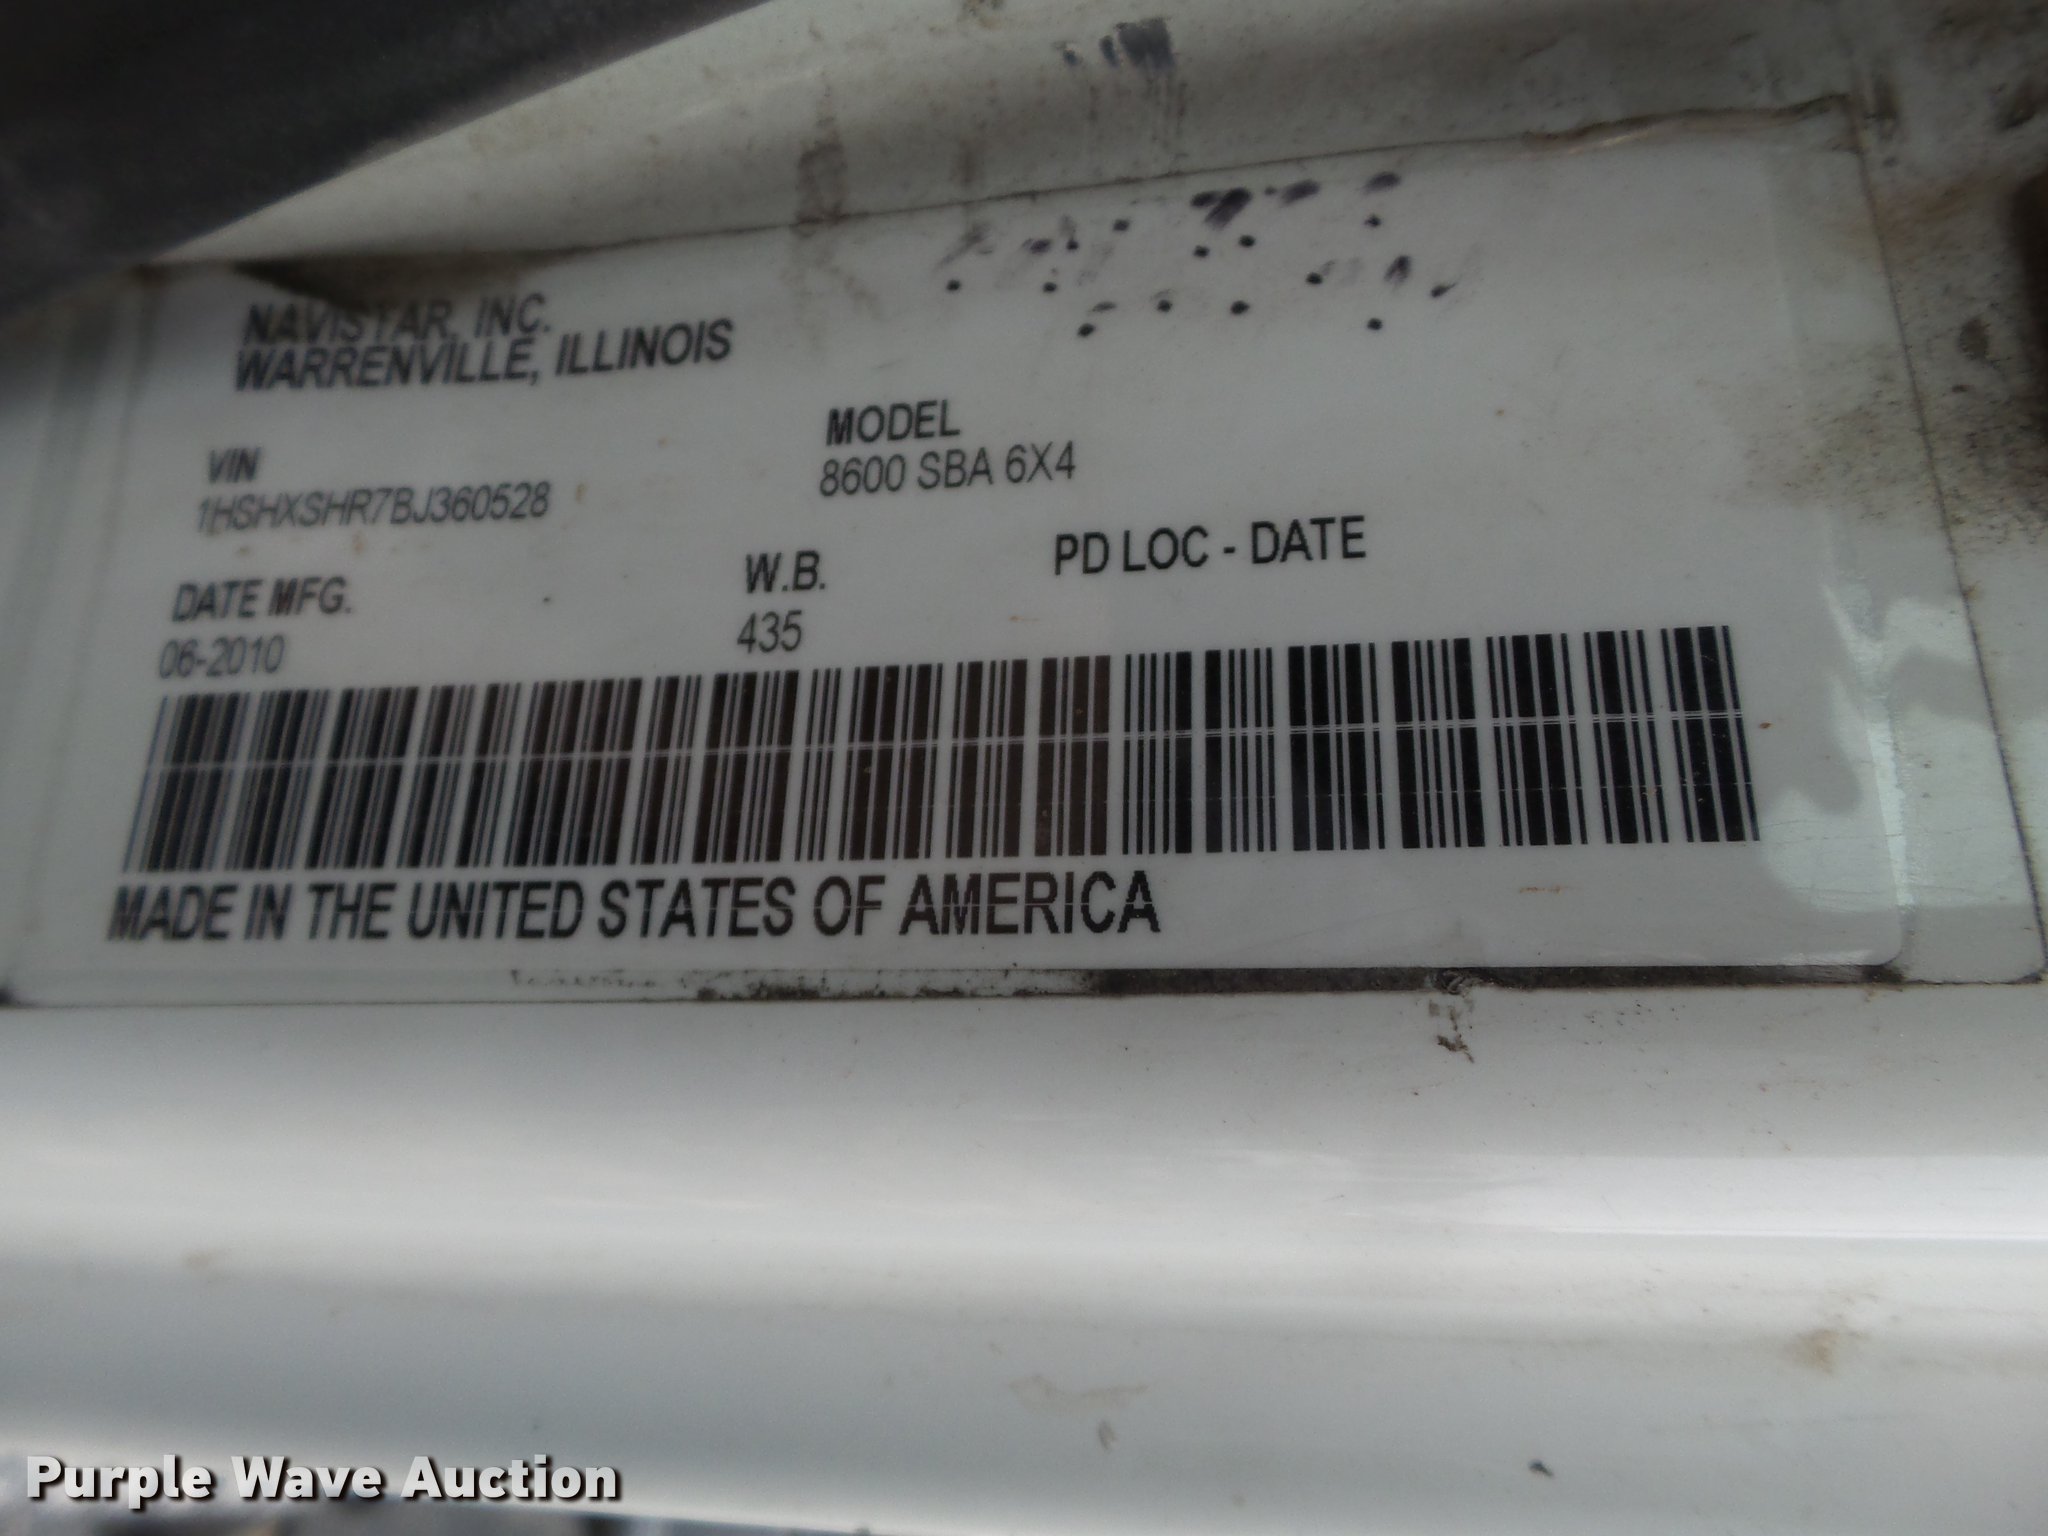 NAVISTAR, INC.
WARRENVILLE, ILLINOIS
VIN
1HSHXSHR7BJ360528
MODEL
8600 SBA 6X4
DATE MFG.
06-2010
W.B.
435
PD LOC - DATE
MADE IN THE UNITED STATES OF AMERICA
Purple Wave Auction